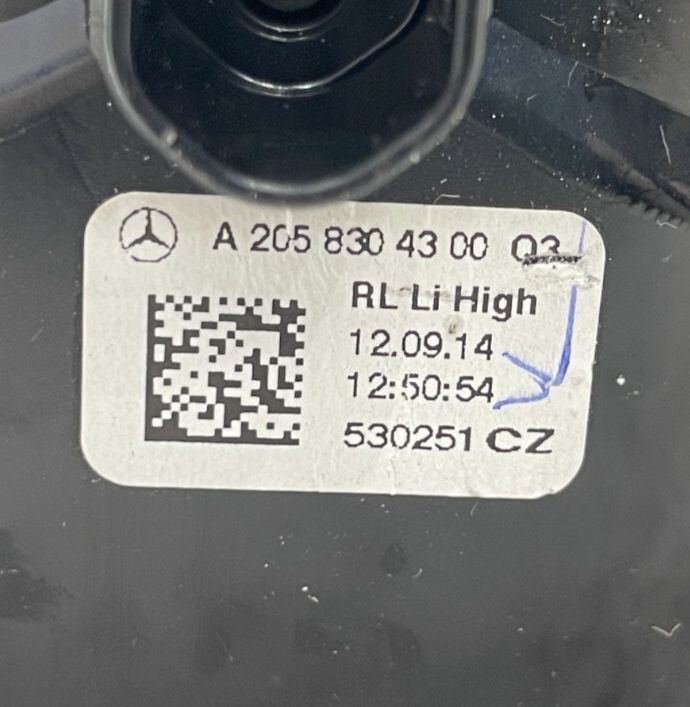 A 205 830 43 00 Q3
RL Li High
12.09.14
12:50:54
530251 CZ